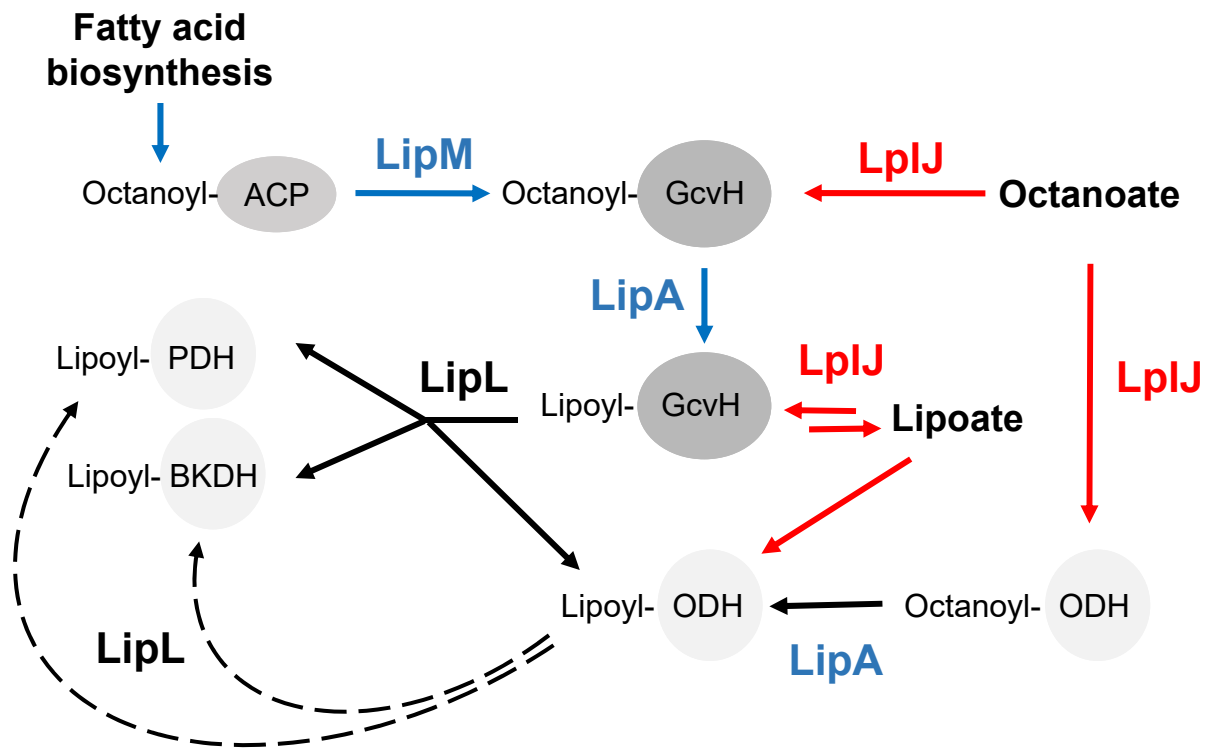 Fatty acid
biosynthesis
LipM
LplJ
Octanoyl- ACP
Octanoyl- GcvH
Octanoate
LipA
Lipoyl- PDH
LipL
LplJ
LplJ
Lipoyl- GcvH
Lipoate
Lipoyl- BKDH
Lipoyl- ODH
Octanoyl- ODH
LipL
LipA